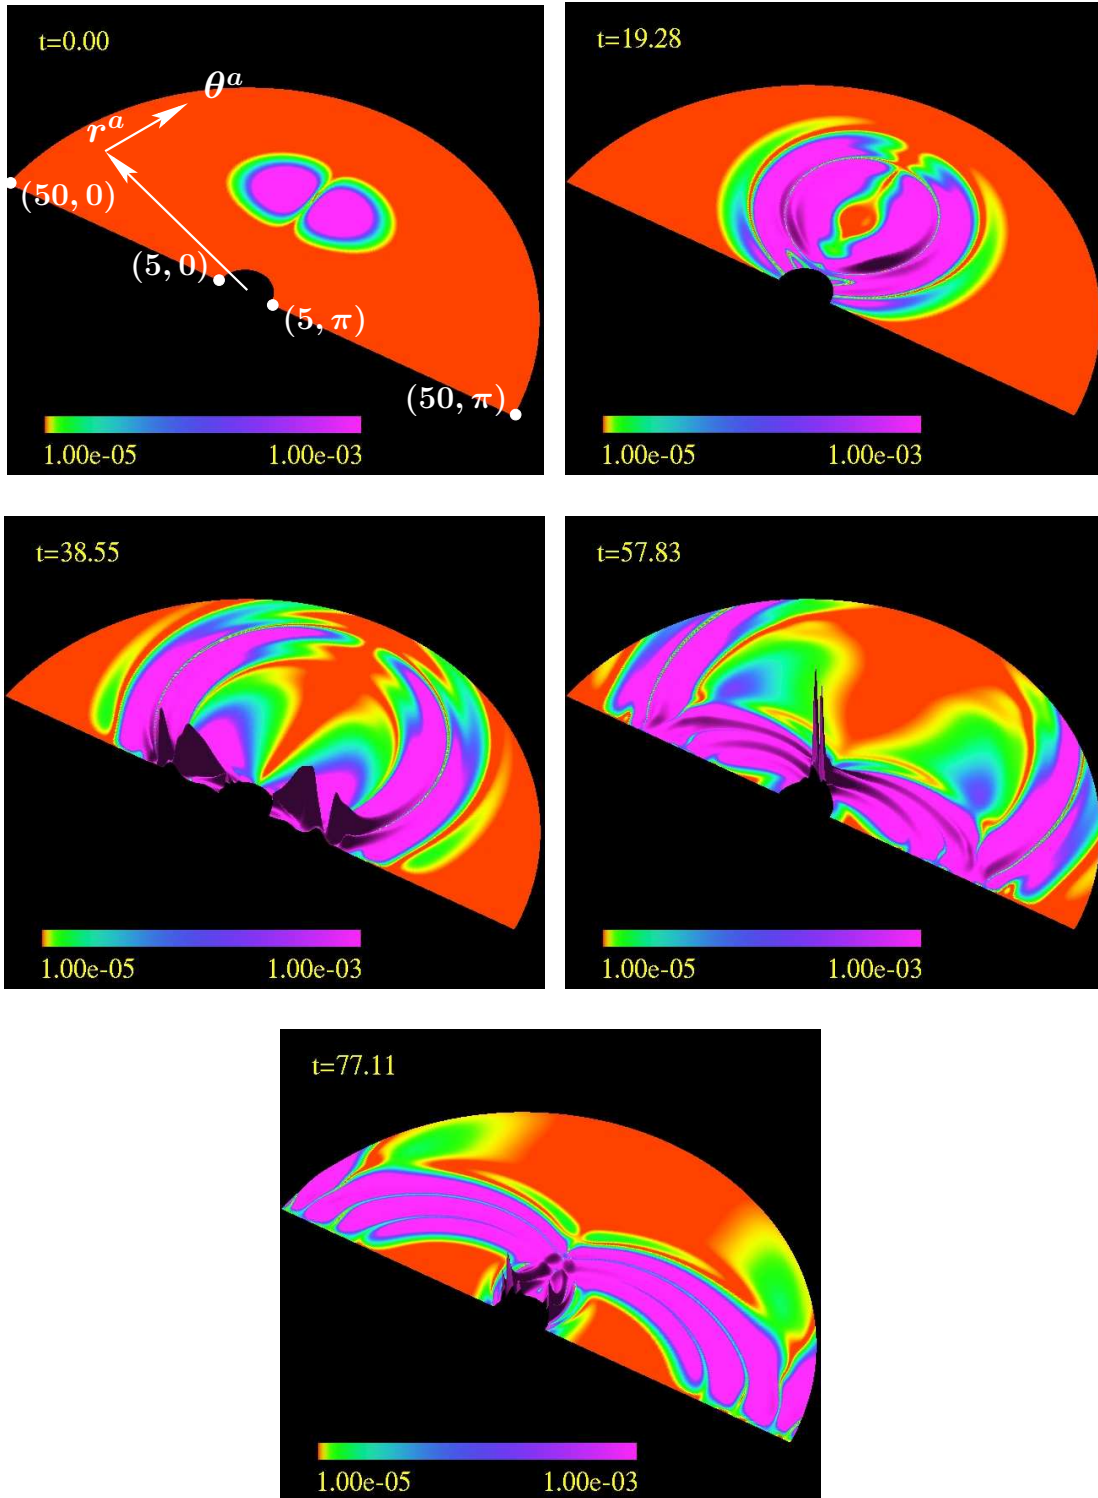 t=0.00
θ^a
r^a
(50, 0)
(5, 0)
(5, π)
(50, π)
1.00e-05 1.00e-03
t=19.28
1.00e-05 1.00e-03
t=38.55
1.00e-05 1.00e-03
t=57.83
1.00e-05 1.00e-03
t=77.11
1.00e-05 1.00e-03